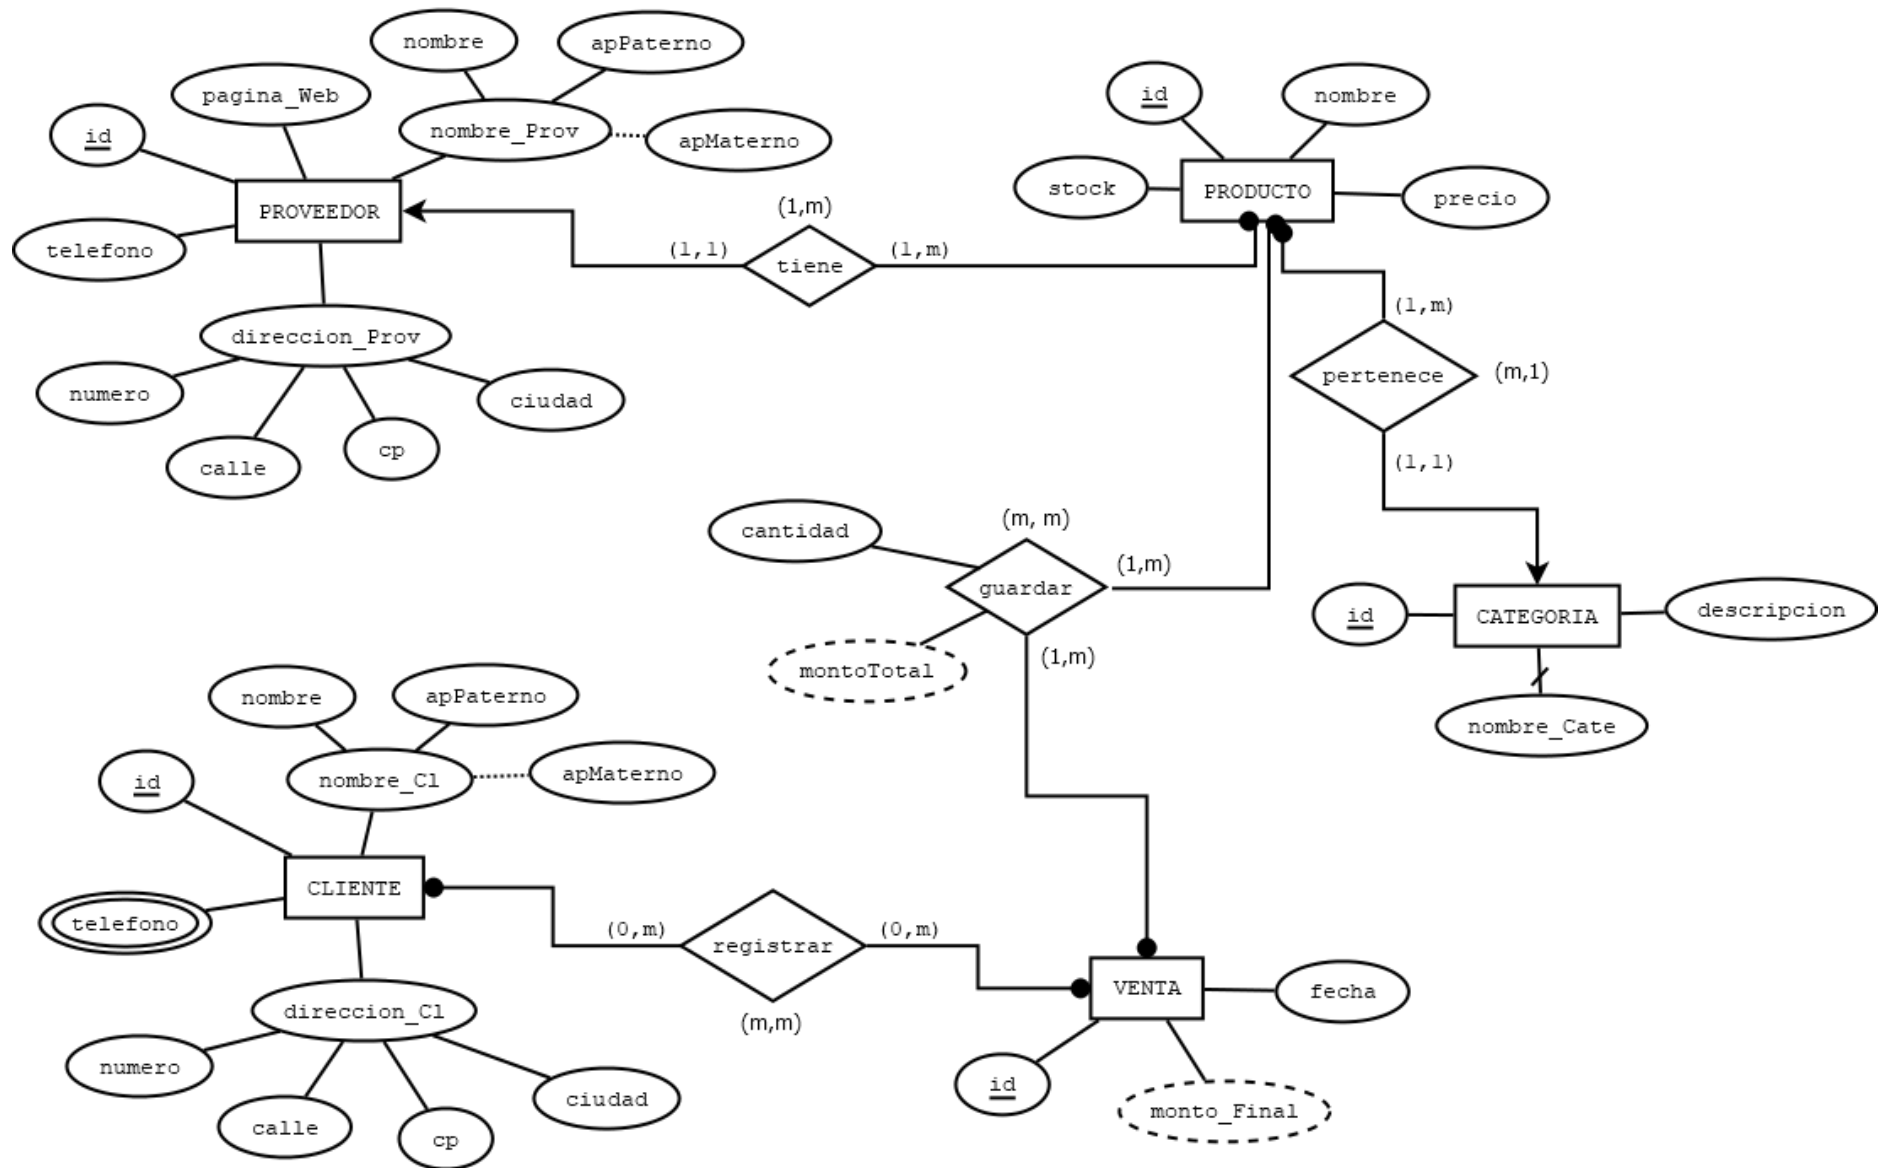 nombre
apPaterno
pagina_Web
nombre_Prov
apMaterno
id
PROVEEDOR
telefono
direccion_Prov
numero
ciudad
calle
cp
(1,m)
(1,1)
tiene
(1,m)
id
nombre
stock
PRODUCTO
precio
(1,m)
pertenece
(m,1)
(1,1)
cantidad
(m, m)
guardar
(1,m)
montoTotal
(1,m)
id
CATEGORIA
descripcion
nombre_Cate
nombre
apPaterno
id
nombre_Cl
apMaterno
CLIENTE
telefono
direccion_Cl
numero
ciudad
calle
cp
(0,m)
registrar
(0,m)
(m,m)
VENTA
fecha
id
monto_Final